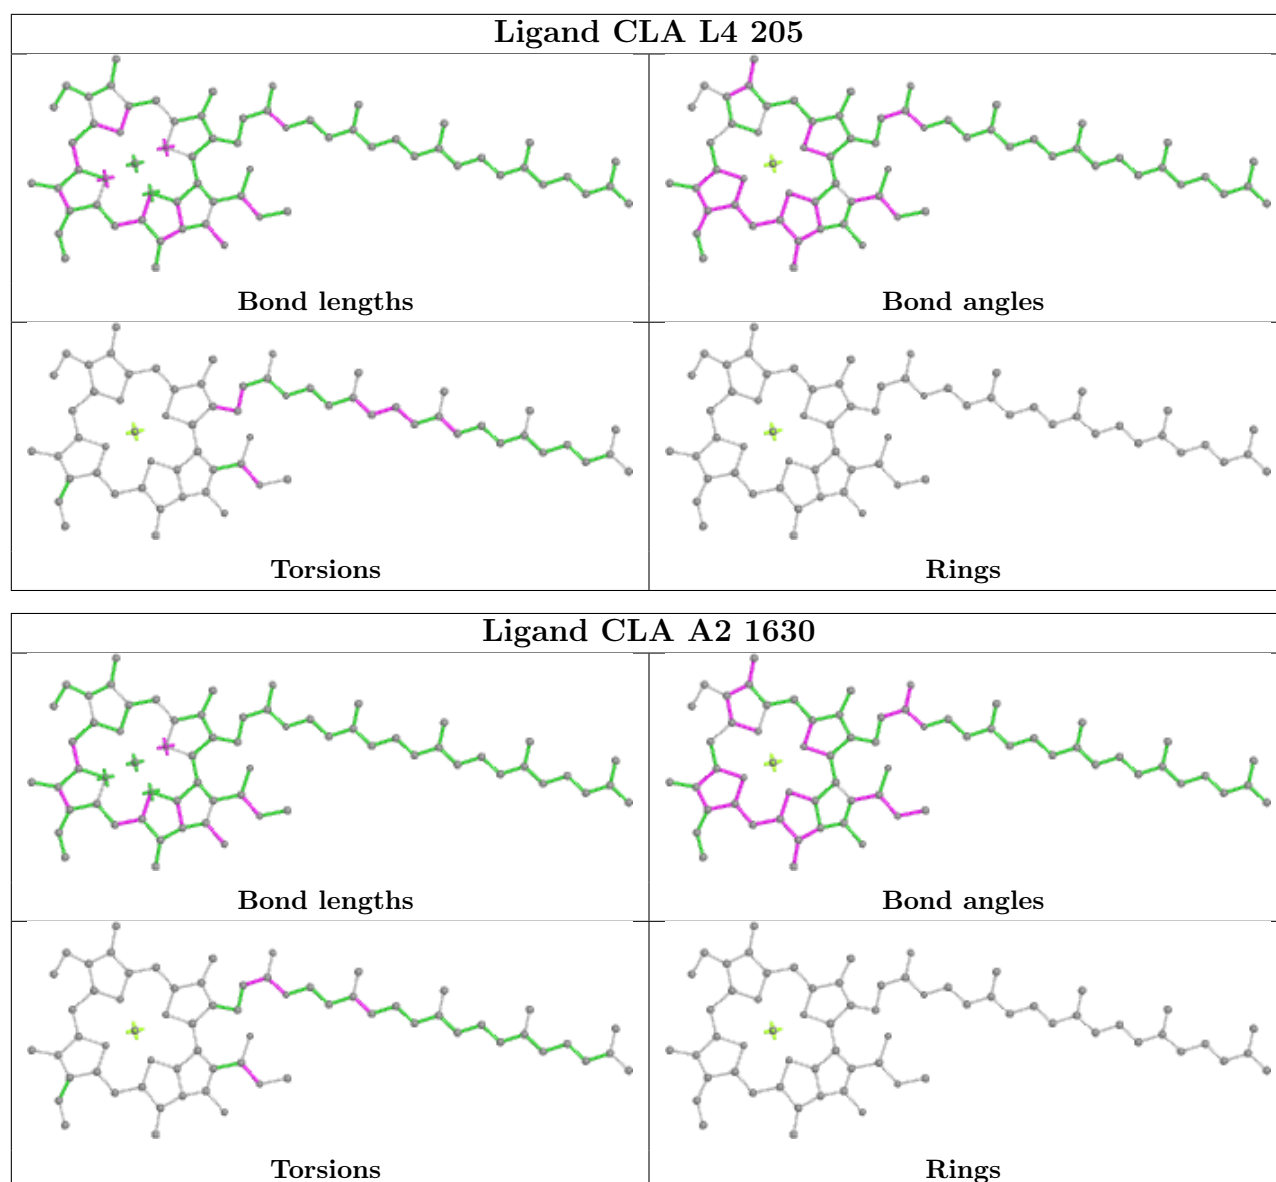 Ligand CLA L4 205
Bond lengths
Bond angles
Torsions
Rings
Ligand CLA A2 1630
Bond lengths
Bond angles
Torsions
Rings